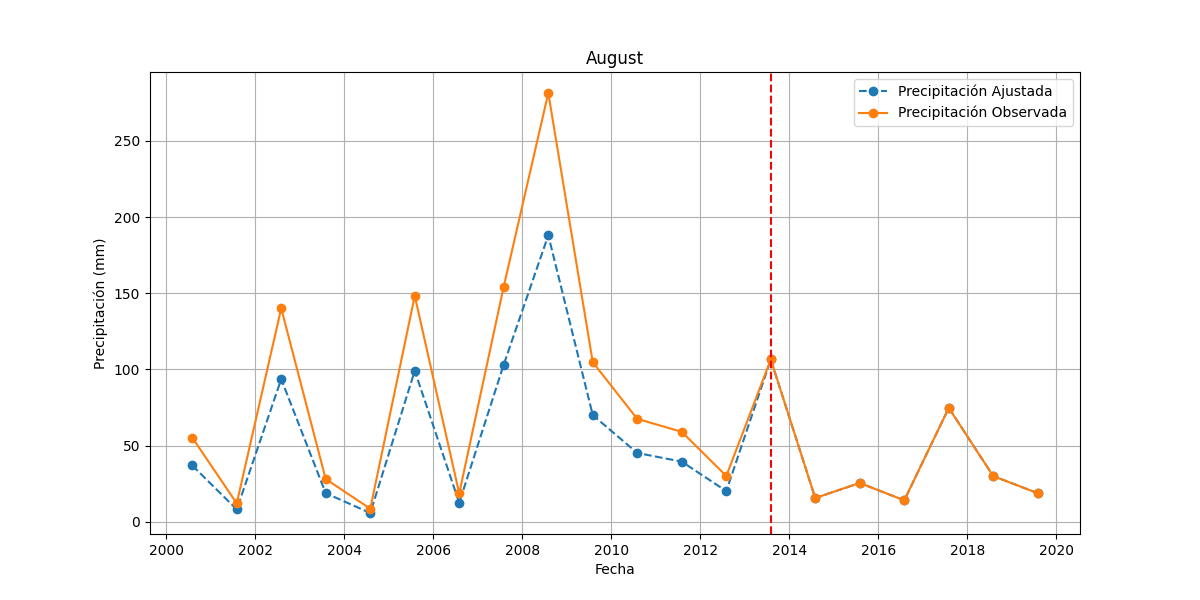 August
Precipitación Ajustada
Precipitación Observada
Precipitación (mm)
250
200
150
100
50
0
2000 2002 2004 2006 2008 2010 2012 2014 2016 2018 2020
Fecha